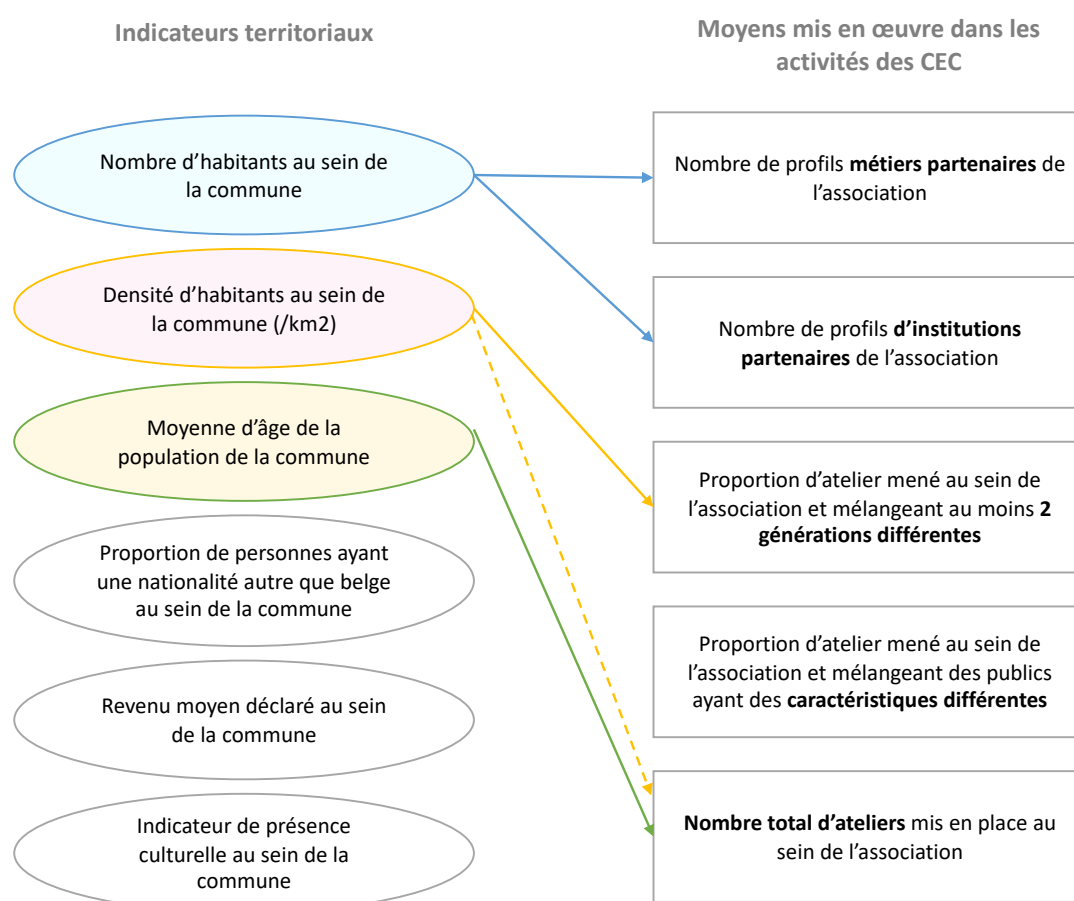 Indicateurs territoriaux
Moyens mis en œuvre dans les
activités des CEC
Nombre d'habitants au sein de
la commune
Densité d'habitants au sein de
la commune (/km2)
Moyenne d'âge de la
population de la commune
Proportion de personnes ayant
une nationalité autre que belge
au sein de la commune
Revenu moyen déclaré au sein
de la commune
Indicateur de présence
culturelle au sein de la
commune
Nombre de profils métiers partenaires de
l'association
Nombre de profils d'institutions
partenaires de l'association
Proportion d'atelier mené au sein de
l'association et mélangeant au moins 2
générations différentes
Proportion d'atelier mené au sein de
l'association et mélangeant des publics
ayant des caractéristiques différentes
Nombre total d'ateliers mis en place au
sein de l'association